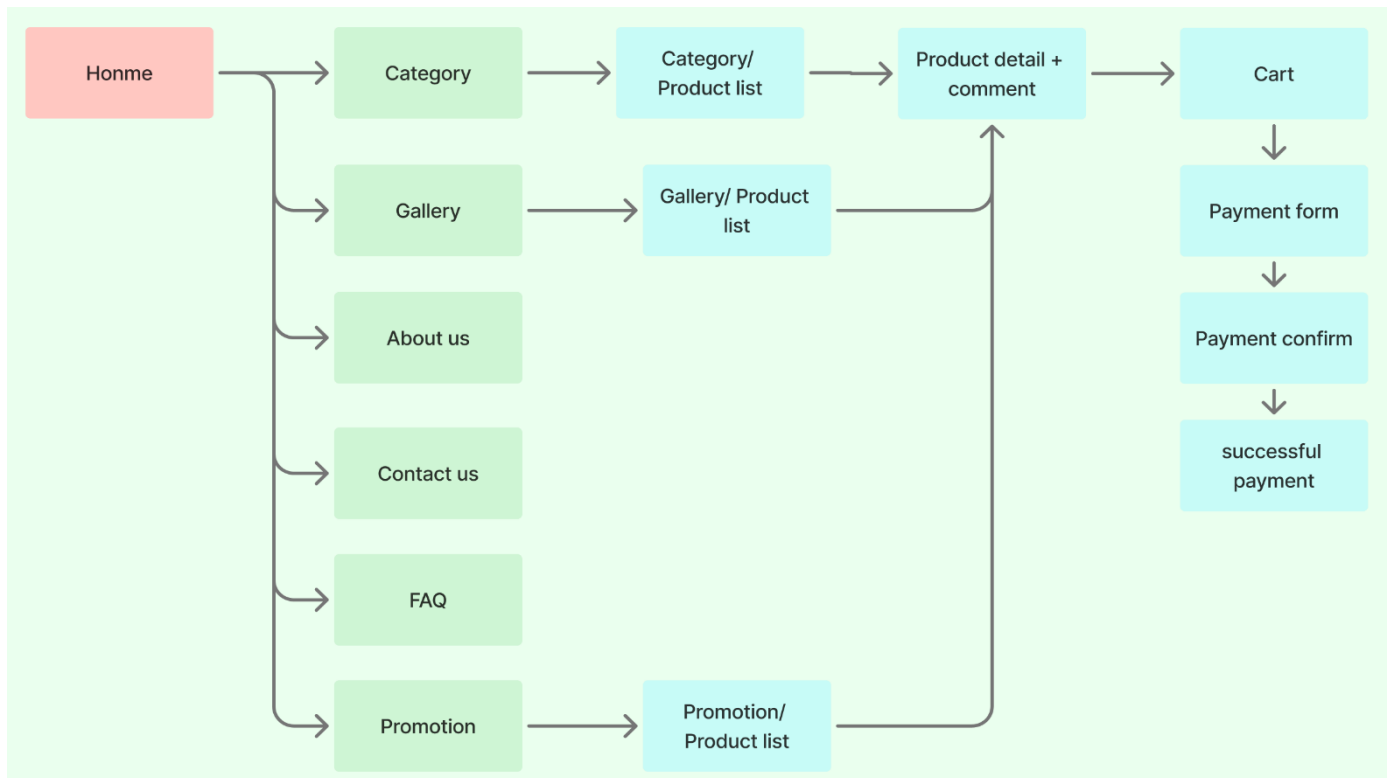 Honme
Category
Category/
Product list
Product detail +
comment
Cart
Gallery
Gallery/ Product
list
Payment form
About us
Payment confirm
Contact us
successful
payment
FAQ
Promotion
Promotion/
Product list